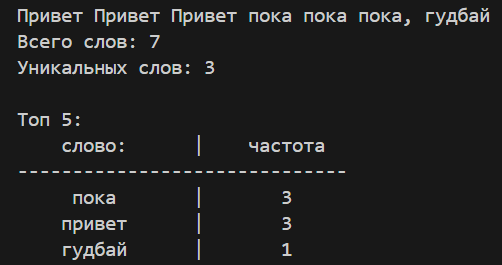 Привет Привет Привет пока пока пока, гудбай
Всего слов: 7
Уникальных слов: 3
Топ 5:
слово: | частота
------------------------------
пока | 3
привет | 3
гудбай | 1